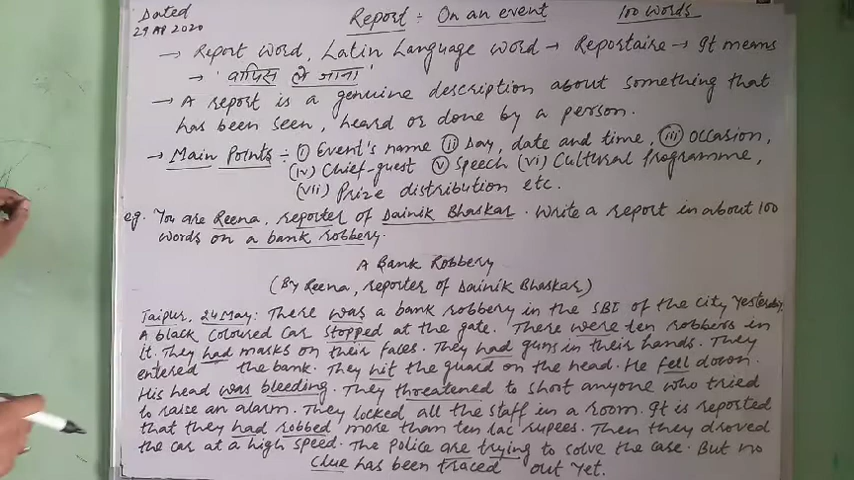 Dated
29 AP 2020
Report :- On an event 100 words
→ Report word, Latin Language word → Reportaire → It means
→ 'वापिस ले जाना'
→ A report is a genuine description about something that
has been seen, heard or done by a person.
→ Main Points :- (i) Event's name (ii) Day, date and time, (iii) Occasion,
(iv) Chief-guest (v) Speech (vi) Cultural Programme,
(vii) Prize distribution etc.
eg. You are Reena, reporter of Dainik Bhaskar. Write a report in about 100
words on a bank robbery.
A Bank Robbery
(By Reena, reporter of Dainik Bhaskar)
Jaipur, 24 May: There was a bank robbery in the SBI of the city Yesterday.
A black coloured car stopped at the gate. There were ten robbers in
it. They had masks on their faces. They had guns in their hands. They
entered the bank. They hit the guard on the head. He fell down.
His head was bleeding. They threatened to shoot anyone who tried
to raise an alarm. They locked all the staff in a room. It is reported
that they had robbed more than ten lac rupees. Then they droved
the car at a high speed. The police are trying to solve the case. But no
clue has been traced out yet.